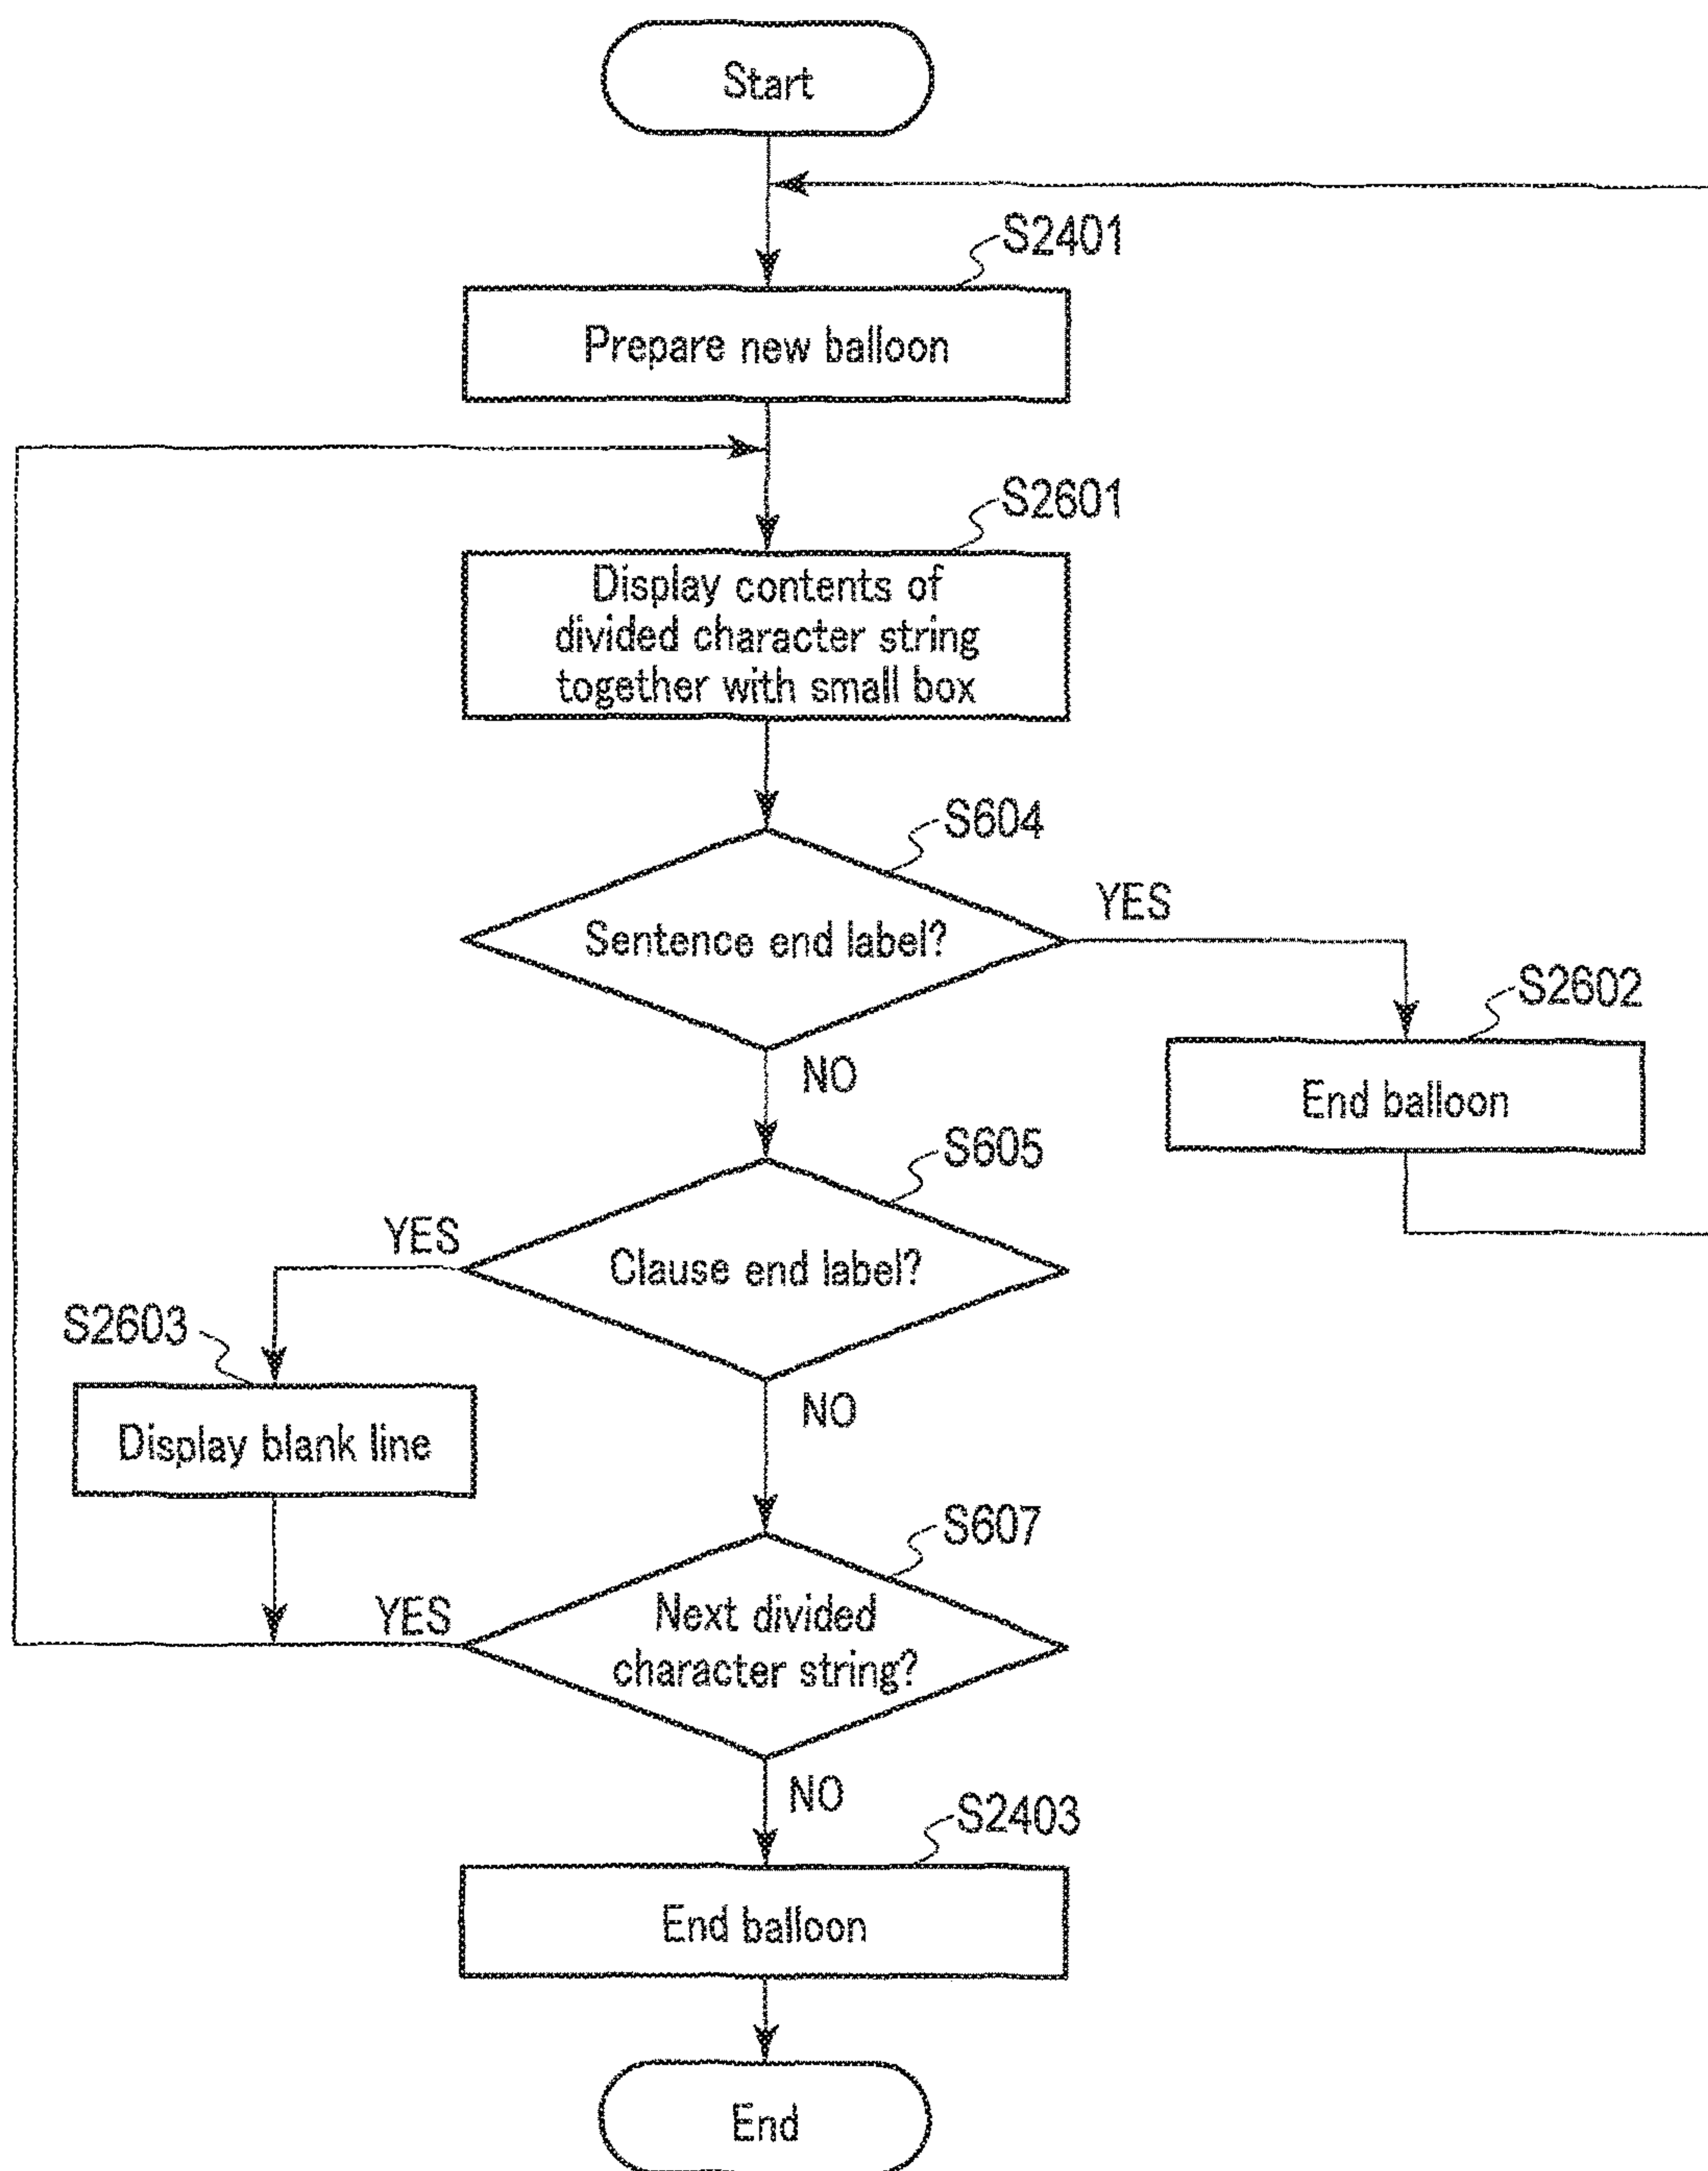 Start
S2401
Prepare new balloon
S2601
Display contents of
divided character string
together with small box
S604
Sentence end label?
YES
S2602
End balloon
NO
S605
Clause end label?
YES
S2603
Display blank line
NO
S607
Next divided
character string?
YES
NO
S2403
End balloon
End